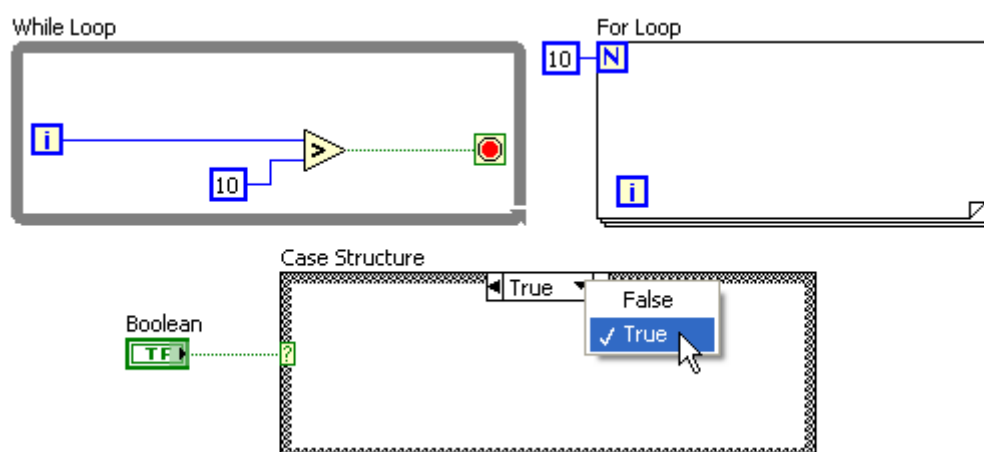 While Loop
i
>
10
For Loop
10
N
i
Case Structure
True
False
✓ True
Boolean
TF
?